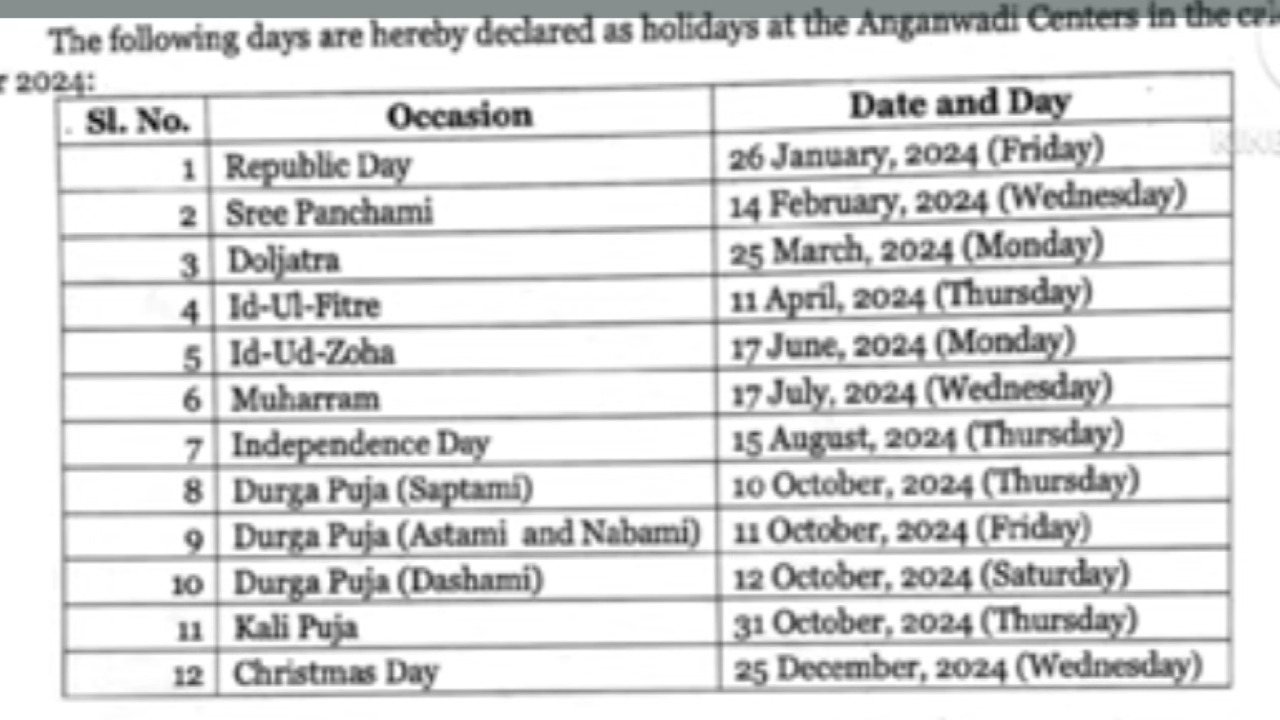 The following days are hereby declared as holidays at the Anganwadi Centers in the
2024:
Sl. No. Occasion Date and Day
1 Republic Day 26 January, 2024 (Friday)
2 Sree Panchami 14 February, 2024 (Wednesday)
3 Doljatra 25 March, 2024 (Monday)
4 Id-Ul-Fitre 11 April, 2024 (Thursday)
5 Id-Ud-Zoha 17 June, 2024 (Monday)
6 Muharram 17 July, 2024 (Wednesday)
7 Independence Day 15 August, 2024 (Thursday)
8 Durga Puja (Saptami) 10 October, 2024 (Thursday)
9 Durga Puja (Astami and Nabami) 11 October, 2024 (Friday)
10 Durga Puja (Dashami) 12 October, 2024 (Saturday)
11 Kali Puja 31 October, 2024 (Thursday)
12 Christmas Day 25 December, 2024 (Wednesday)